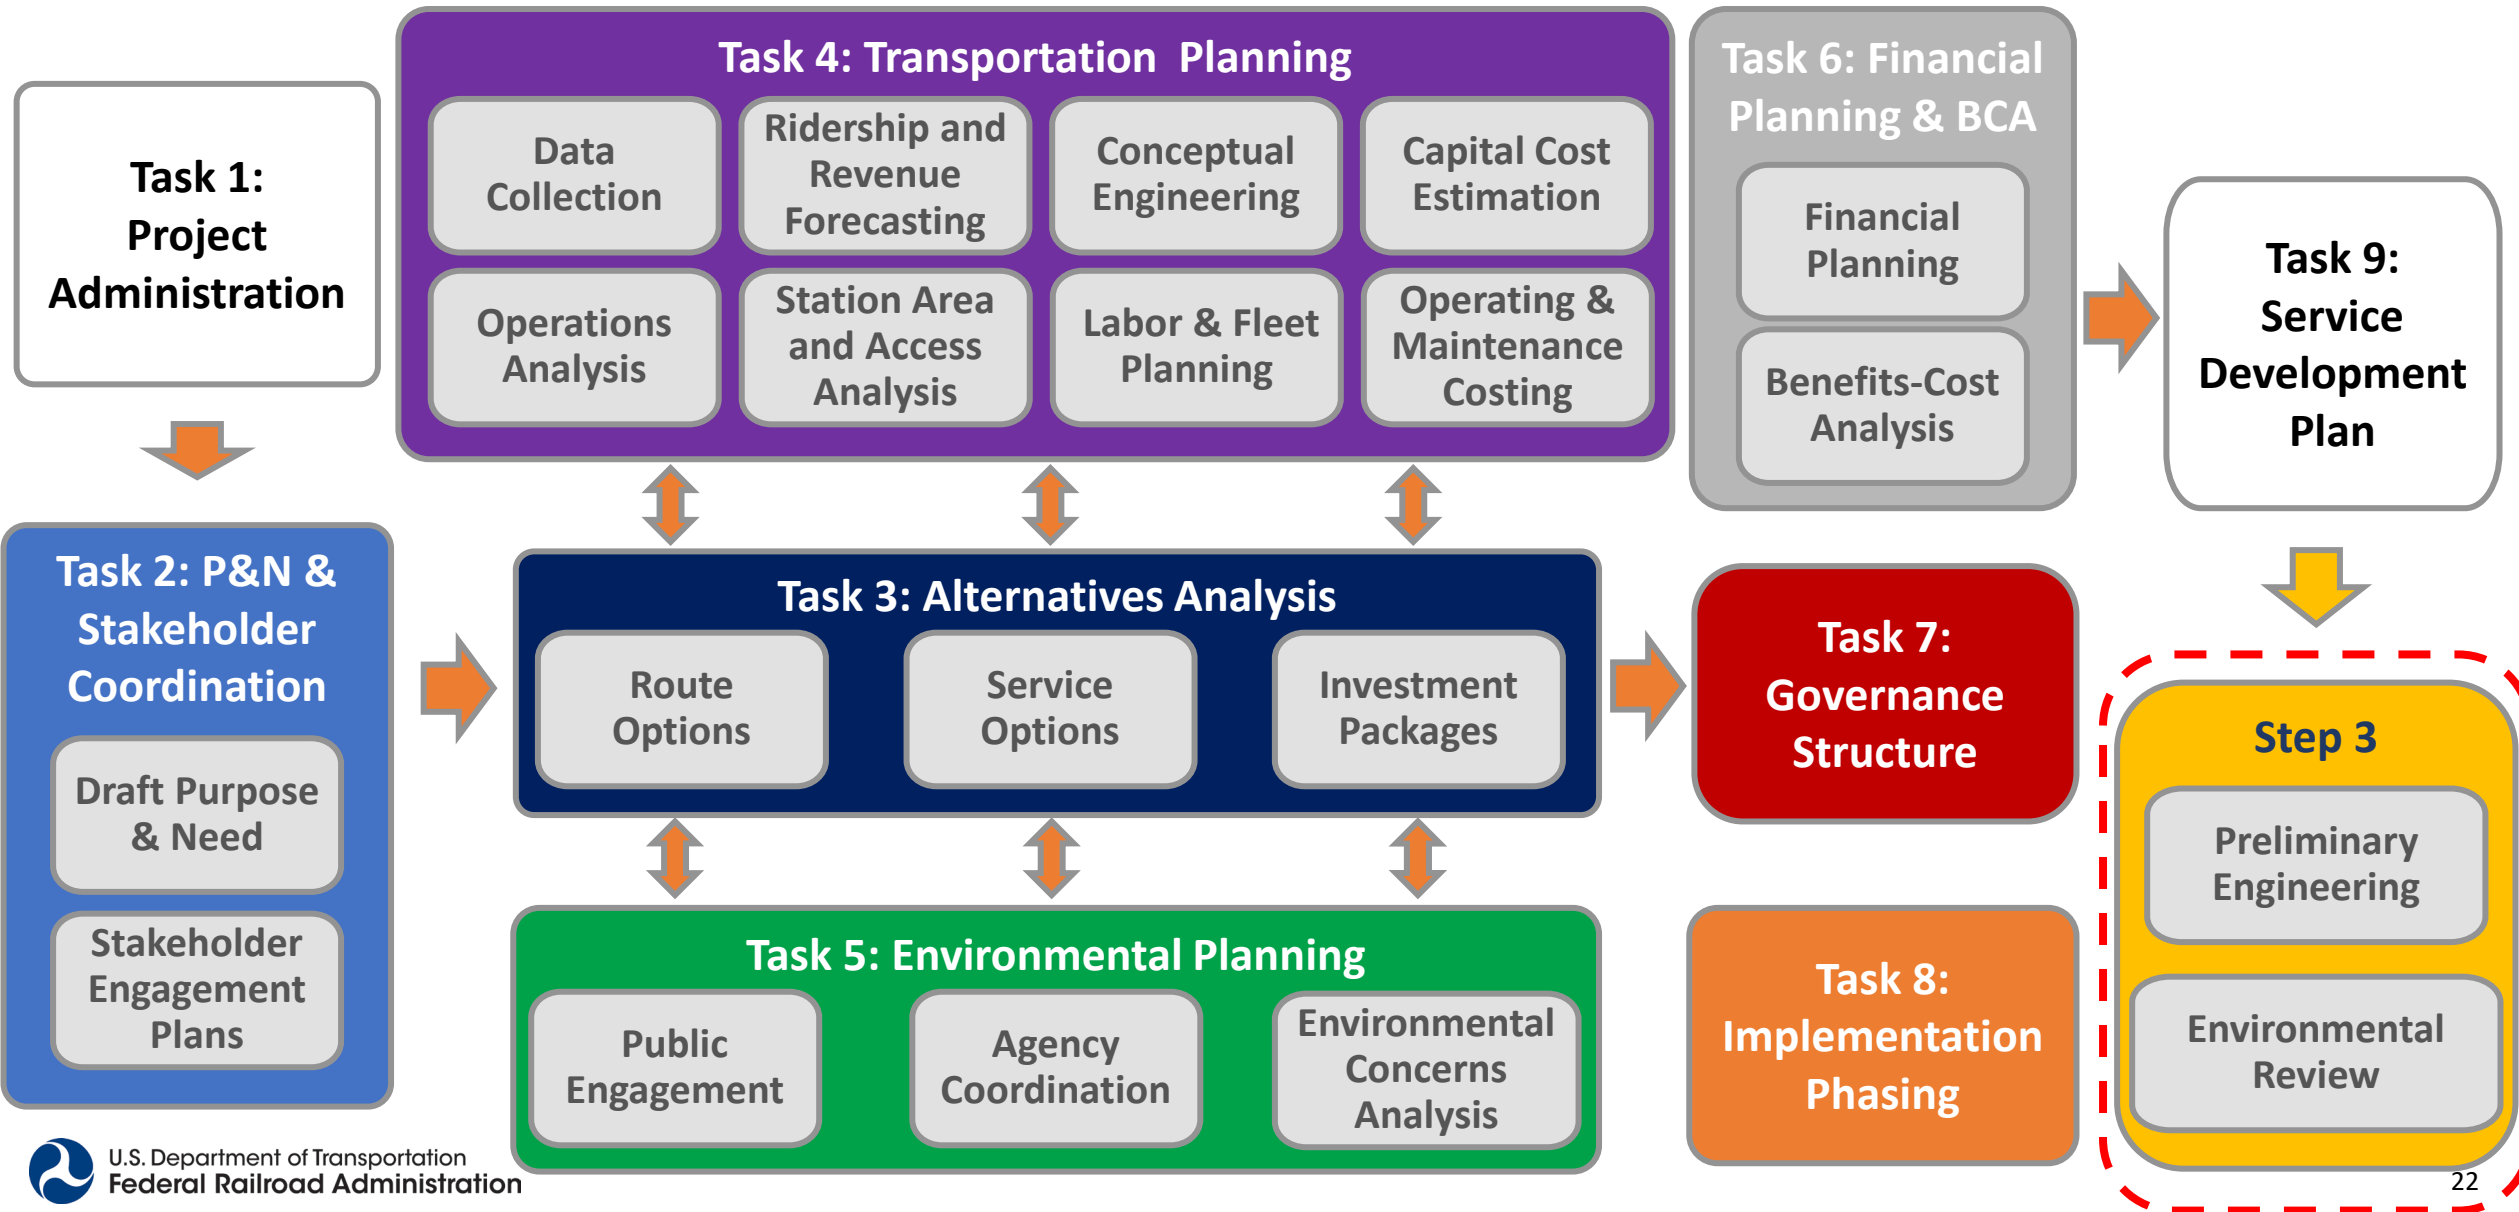 Task 1:
Project
Administration
Task 2: P&N &
Stakeholder
Coordination
Draft Purpose
& Need
Stakeholder
Engagement
Plans
Task 4: Transportation  Planning
Data
Collection
Ridership and
Revenue
Forecasting
Conceptual
Engineering
Capital Cost
Estimation
Operations
Analysis
Station Area
and Access
Analysis
Labor & Fleet
Planning
Operating &
Maintenance
Costing
Task 3: Alternatives Analysis
Route
Options
Service
Options
Investment
Packages
Task 5: Environmental Planning
Public
Engagement
Agency
Coordination
Environmental
Concerns
Analysis
Task 6: Financial
Planning & BCA
Financial
Planning
Benefits-Cost
Analysis
Task 7:
Governance
Structure
Task 8:
Implementation
Phasing
Task 9:
Service
Development
Plan
Step 3
Preliminary
Engineering
Environmental
Review
U.S. Department of Transportation
Federal Railroad Administration
22